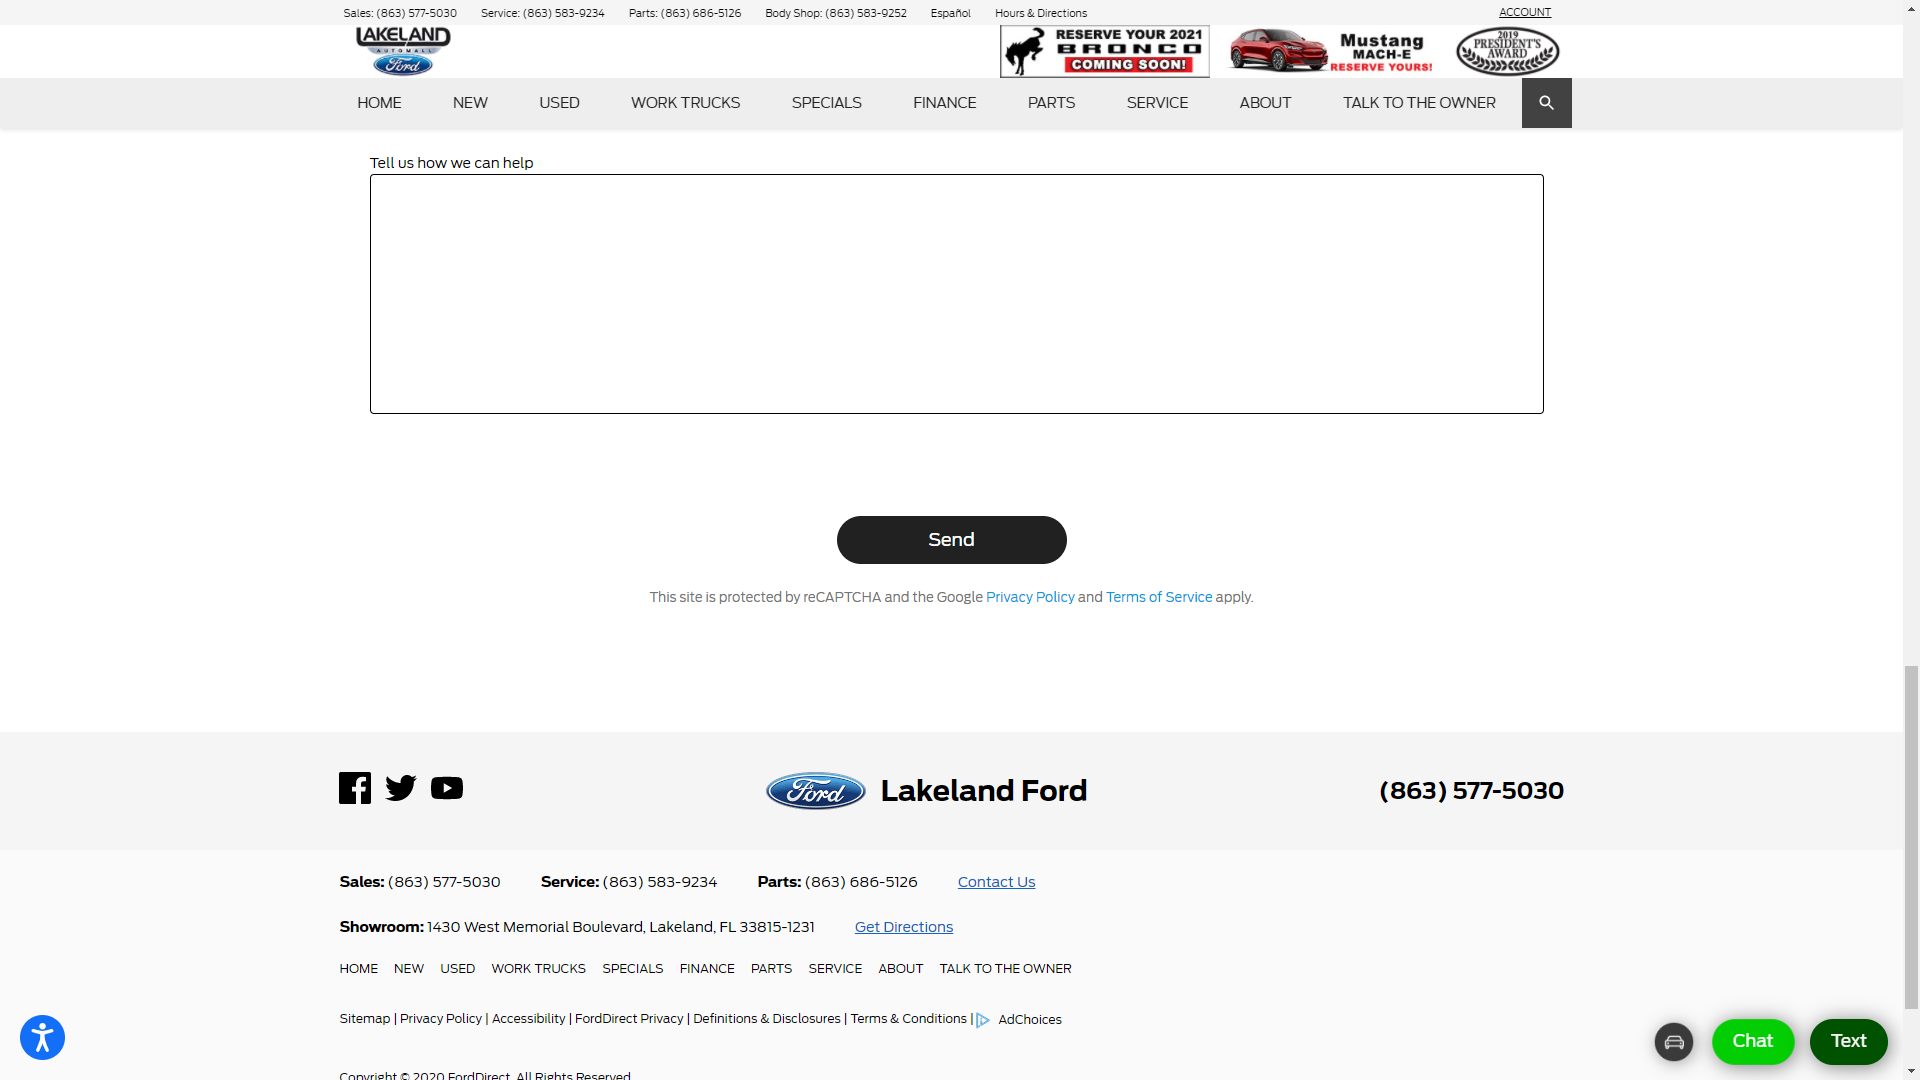 Sales: (863) 577-5030 Service: (863) 583-9234 Parts: (863) 686-5126 Body Shop: (863) 583-9252 Español Hours & Directions ACCOUNT
LAKELAND
AUTOMALL
Ford
RESERVE YOUR 2021
BRONCO
COMING SOON!
Mustang
MACH-E
RESERVE YOURS!
2019
PRESIDENT'S
AWARD
HOME NEW USED WORK TRUCKS SPECIALS FINANCE PARTS SERVICE ABOUT TALK TO THE OWNER
Tell us how we can help
Send
This site is protected by reCAPTCHA and the Google Privacy Policy and Terms of Service apply.
Ford Lakeland Ford (863) 577-5030
Sales: (863) 577-5030 Service: (863) 583-9234 Parts: (863) 686-5126 Contact Us
Showroom: 1430 West Memorial Boulevard, Lakeland, FL 33815-1231 Get Directions
HOME NEW USED WORK TRUCKS SPECIALS FINANCE PARTS SERVICE ABOUT TALK TO THE OWNER
Sitemap | Privacy Policy | Accessibility | FordDirect Privacy | Definitions & Disclosures | Terms & Conditions | AdChoices
Chat Text
Copyright © 2020 FordDirect. All Rights Reserved